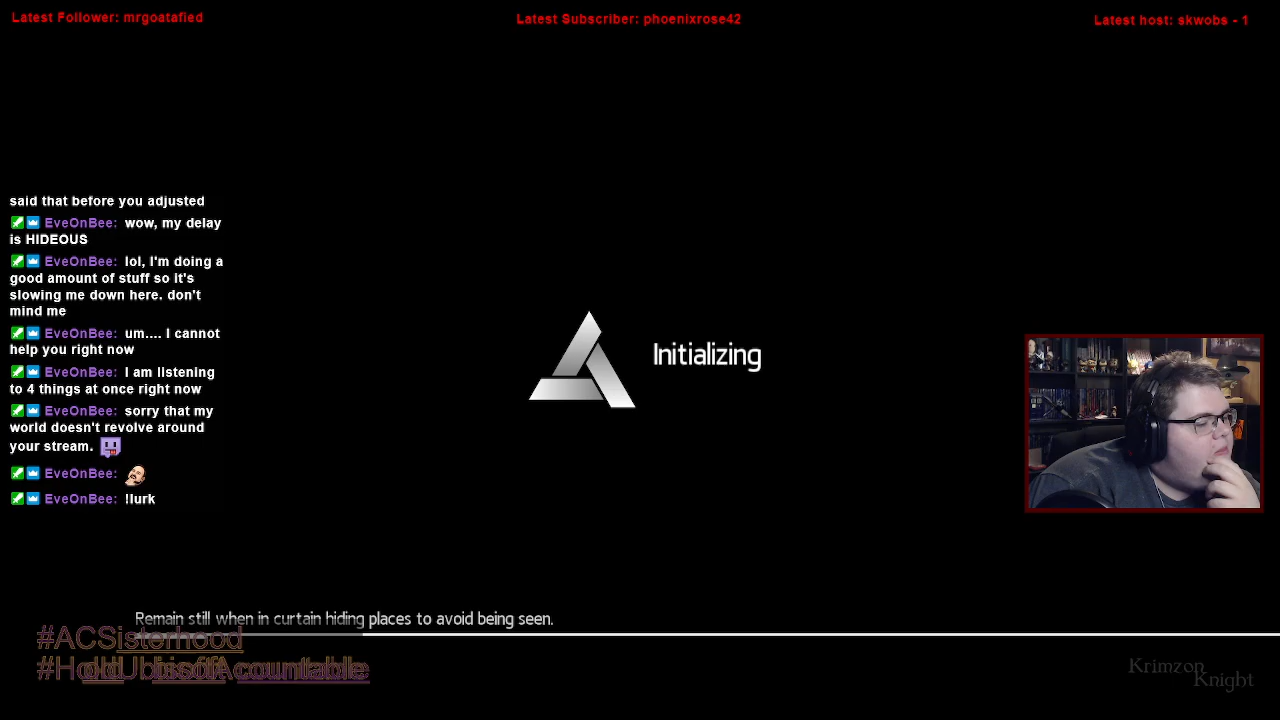 Latest Follower: mrgoatafied
Latest Subscriber: phoenixrose42
Latest host: skwobs - 1
said that before you adjusted
EveOnBee: wow, my delay
is HIDEOUS
EveOnBee: lol, I'm doing a
good amount of stuff so it's
slowing me down here. don't
mind me
EveOnBee: um.... I cannot
help you right now
EveOnBee: I am listening
to 4 things at once right now
EveOnBee: sorry that my
world doesn't revolve around
your stream.
EveOnBee:
EveOnBee: !lurk
Initializing
Remain still when in curtain hiding places to avoid being seen.
#ACSisterhood
#HoldUbisoftAcountable
Krimzon
Knight